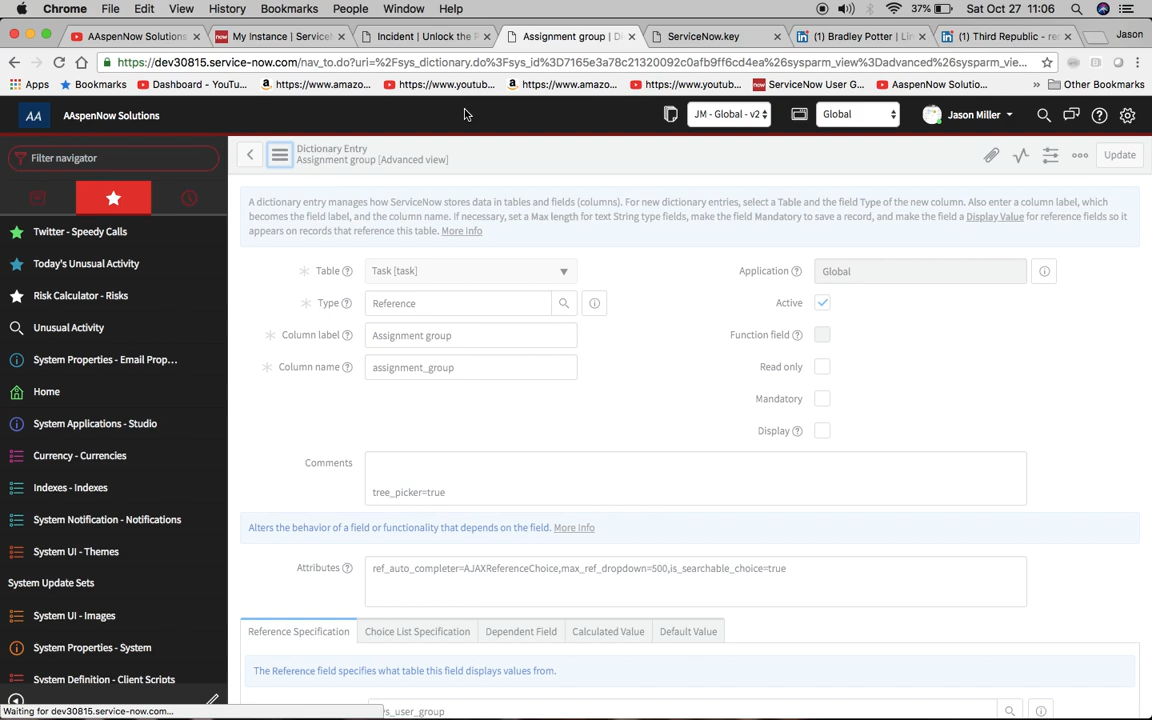 Chrome File Edit View History Bookmarks People Window Help 37% Sat Oct 27 11:06
AAspenNow Solutions × My Instance | ServiceN × Incident | Unlock the P × Assignment group | Di × ServiceNow.key × (1) Bradley Potter | Lin × (1) Third Republic - rec × Jason
https://dev30815.service-now.com/nav_to.do?uri=%2Fsys_dictionary.do%3Fsys_id%3D7165e3a78c21320092c0afb9ff6cd4ea%26sysparm_view%3Dadvanced%26sysparm_vie...
Apps Bookmarks Dashboard - YouTu... https://www.amazo... https://www.youtub... https://www.amazo... https://www.youtub... ServiceNow User G... AAspenNow Solutio... » Other Bookmarks
AA AAspenNow Solutions JM - Global - v2 Global Jason Miller
Filter navigator
Twitter - Speedy Calls
Today's Unusual Activity
Risk Calculator - Risks
Unusual Activity
System Properties - Email Prop...
Home
System Applications - Studio
Currency - Currencies
Indexes - Indexes
System Notification - Notifications
System UI - Themes
System Update Sets
System UI - Images
System Properties - System
System Definition - Client Scripts
Waiting for dev30815.service-now.com...
Dictionary Entry
Assignment group [Advanced view]
Update
A dictionary entry manages how ServiceNow stores data in tables and fields (columns). For new dictionary entries, select a Table and the field Type of the new column. Also enter a column label, which
becomes the field label, and the column name. If necessary, set a Max length for text String type fields, make the field Mandatory to save a record, and make the field a Display Value for reference fields so it
appears on records that reference this table. More Info
Table Task [task] Application Global
Type Reference Active
Column label Assignment group Function field
Column name assignment_group Read only
Mandatory
Display
Comments
tree_picker=true
Alters the behavior of a field or functionality that depends on the field. More Info
Attributes ref_auto_completer=AJAXReferenceChoice,max_ref_dropdown=500,is_searchable_choice=true
Reference Specification Choice List Specification Dependent Field Calculated Value Default Value
The Reference field specifies what table this field displays values from.
ys_user_group